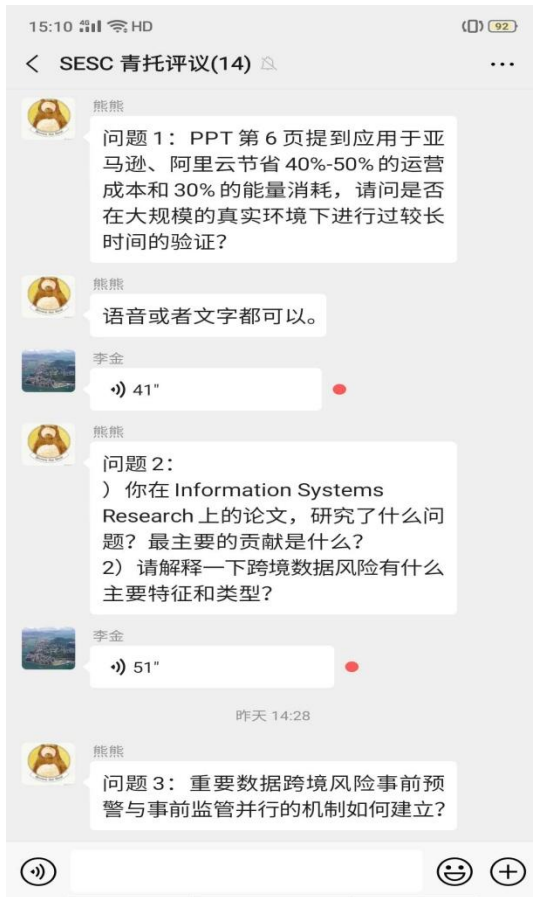 15:10 4G HD 92
SESC 青托评议(14)
熊熊
问题 1：PPT 第 6 页提到应用于亚
马逊、阿里云节省 40%-50% 的运营
成本和 30% 的能量消耗，请问是否
在大规模的真实环境下进行过较长
时间的验证？
熊熊
语音或者文字都可以。
李金
41"
熊熊
问题 2：
）你在 Information Systems
Research 上的论文，研究了什么问
题？最主要的贡献是什么？
2）请解释一下跨境数据风险有什么
主要特征和类型？
李金
51"
昨天 14:28
熊熊
问题 3：重要数据跨境风险事前预
警与事前监管并行的机制如何建立？